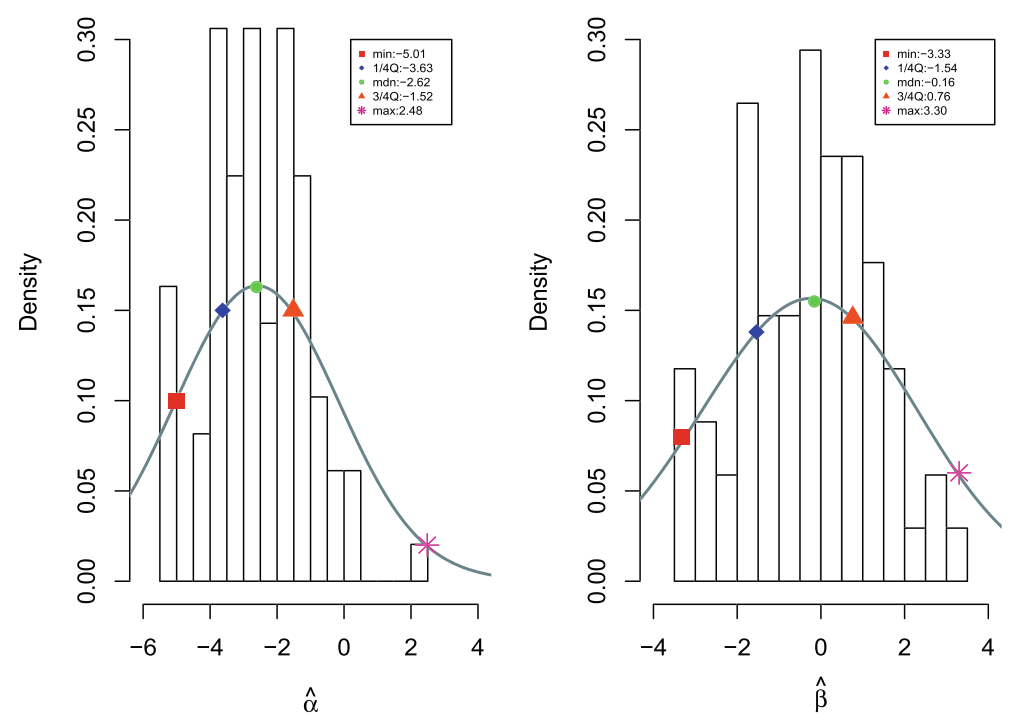 0.30
0.25
0.20
0.15
0.10
0.05
0.00
Density
min:−5.01
1/4Q:−3.63
mdn:−2.62
3/4Q:−1.52
max:2.48
−6 −4 −2 0 2 4
α̂
0.30
0.25
0.20
0.15
0.10
0.05
0.00
Density
min:−3.33
1/4Q:−1.54
mdn:−0.16
3/4Q:0.76
max:3.30
−4 −2 0 2 4
β̂